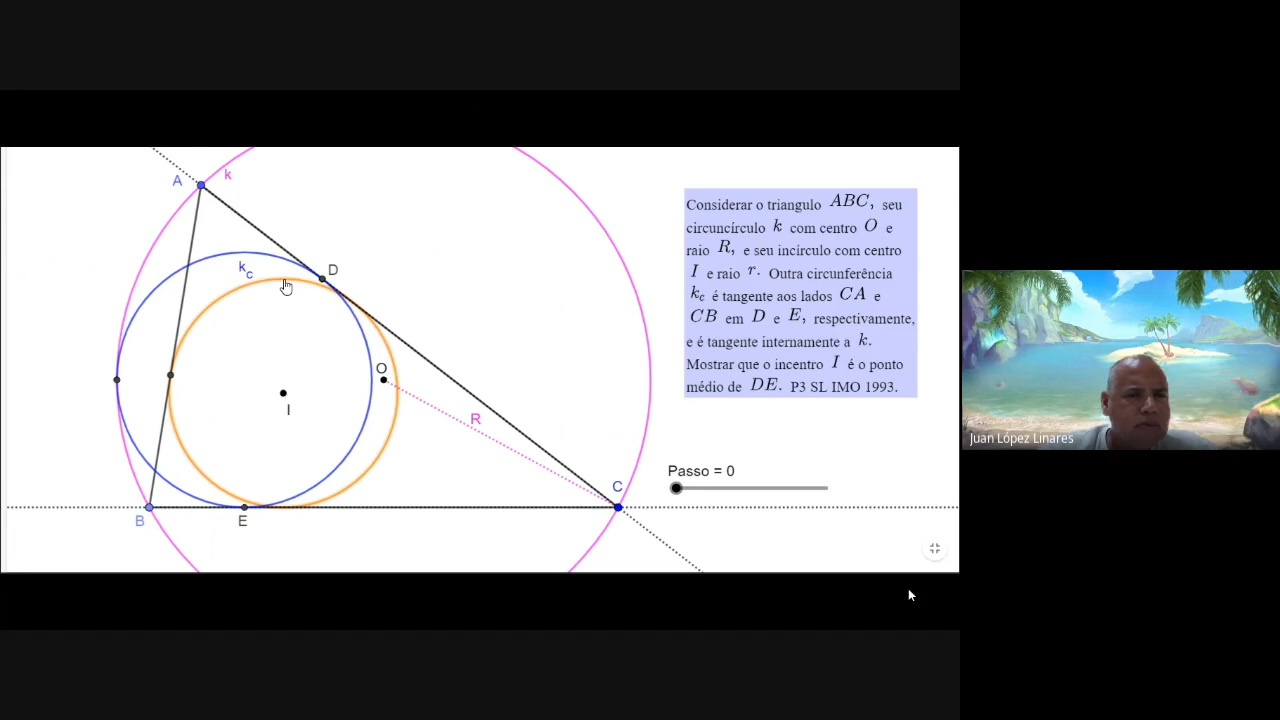 A
k
k_c
D
O
I
R
C
B
E
Considerar o triangulo ABC, seu
circuncírculo k com centro O e
raio R, e seu incírculo com centro
I e raio r. Outra circunferência
k_c é tangente aos lados CA e
CB em D e E, respectivamente,
e é tangente internamente a k.
Mostrar que o incentro I é o ponto
médio de DE. P3 SL IMO 1993.
Passo = 0
Juan López Linares